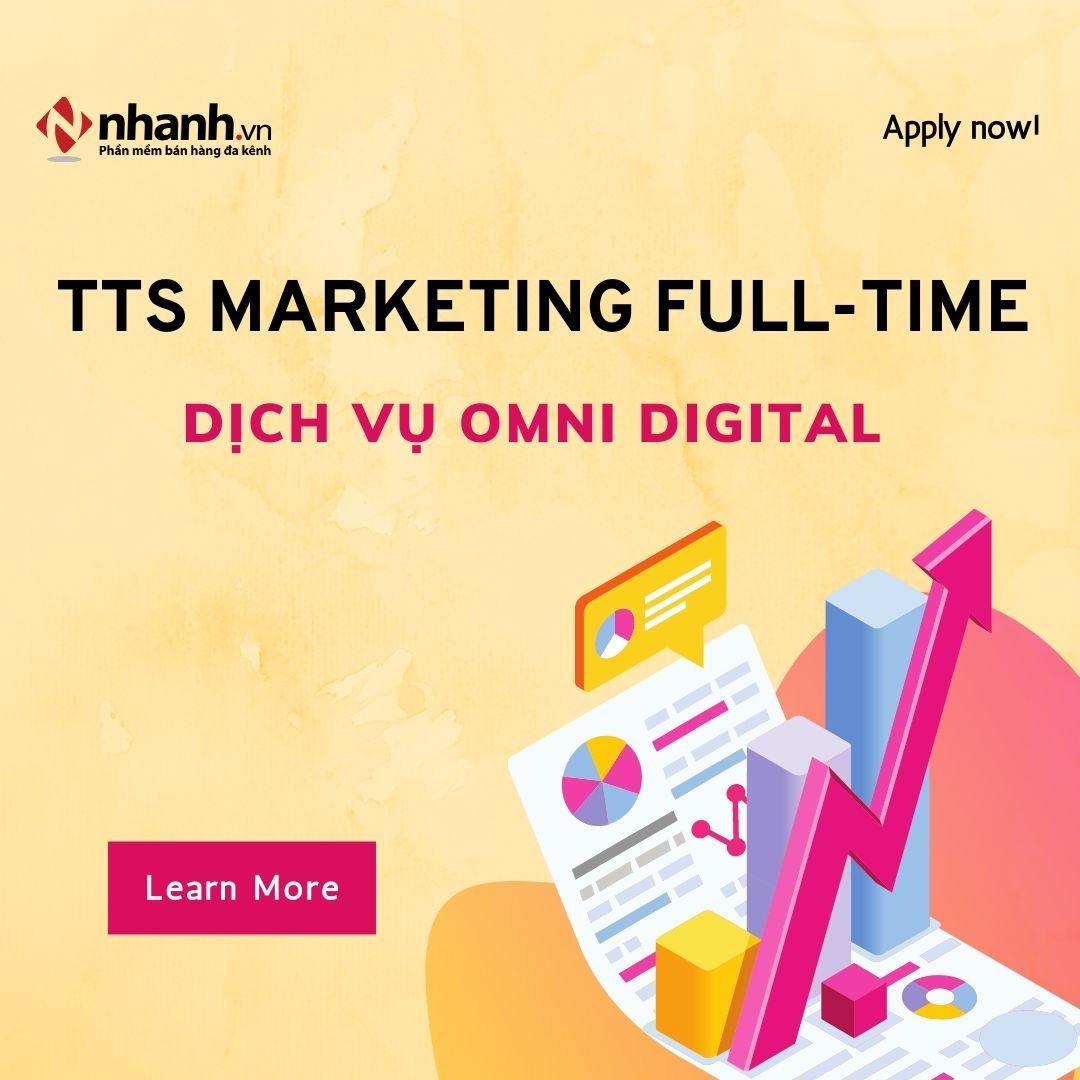 nhanh.vn
Phần mềm bán hàng đa kênh
Apply now!
TTS MARKETING FULL-TIME
DỊCH VỤ OMNI DIGITAL
Learn More